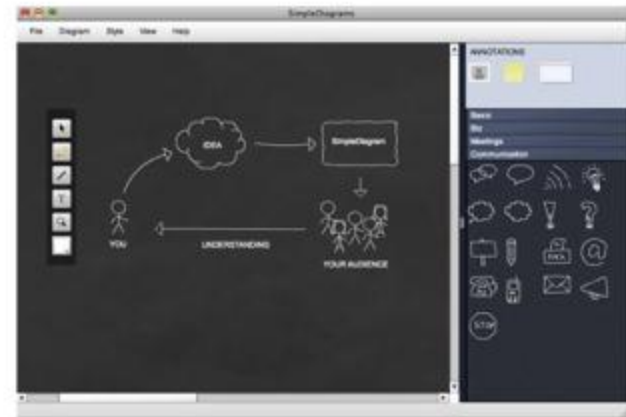 SimpleDiagrams
File Diagram Style View Help
ANNOTATIONS
Basic
Biz
Meetings
Communication
IDEA
SimpleDiagram
YOU
UNDERSTANDING
YOUR AUDIENCE
T
STOP